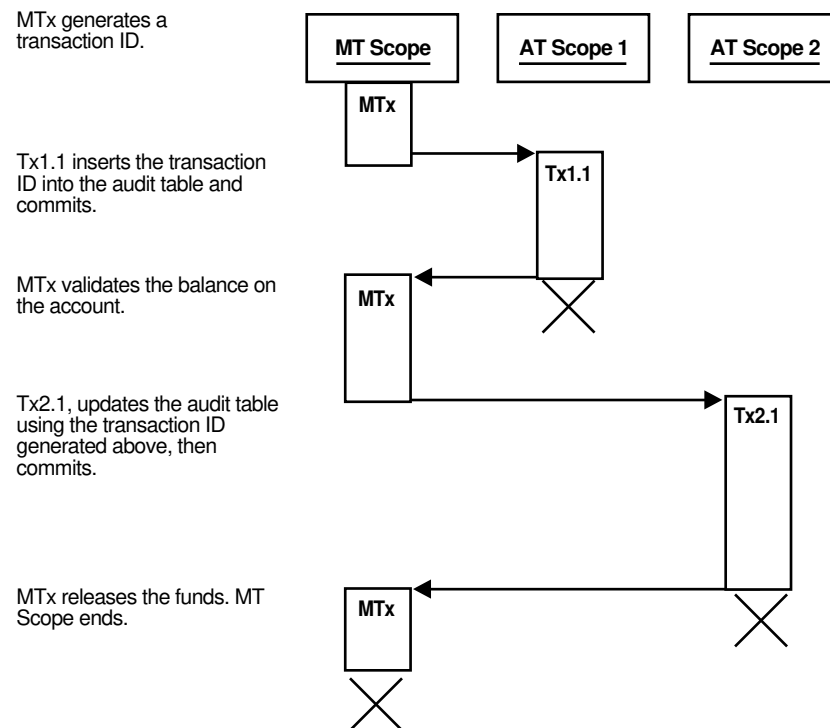 MTx generates a
transaction ID.
MT Scope
AT Scope 1
AT Scope 2
MTx
Tx1.1 inserts the transaction
ID into the audit table and
commits.
Tx1.1
MTx validates the balance on
the account.
MTx
Tx2.1, updates the audit table
using the transaction ID
generated above, then
commits.
Tx2.1
MTx releases the funds. MT
Scope ends.
MTx